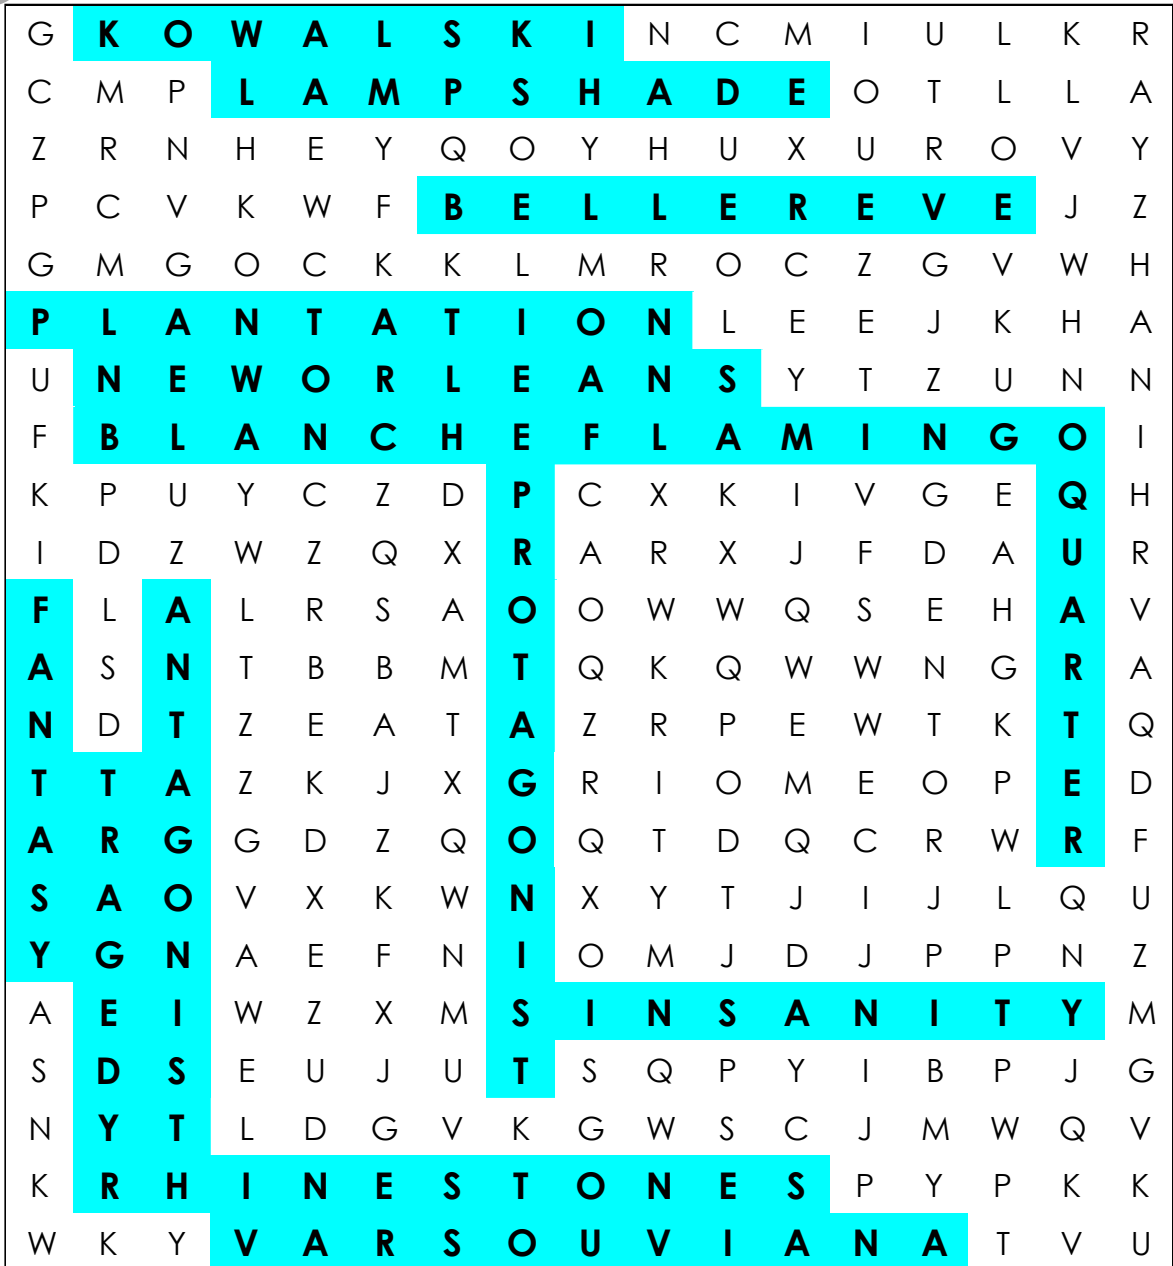 G K O W A L S K I N C M I U L K R
C M P L A M P S H A D E O T L L A
Z R N H E Y Q O Y H U X U R O V Y
P C V K W F B E L L E R E V E J Z
G M G O C K K L M R O C Z G V W H
P L A N T A T I O N L E E J K H A
U N E W O R L E A N S Y T Z U N N
F B L A N C H E F L A M I N G O I
K P U Y C Z D P C X K I V G E Q H
I D Z W Z Q X R A R X J F D A U R
F L A L R S A O O W W Q S E H A V
A S N T B B M T Q K Q W W N G R A
N D T Z E A T A Z R P E W T K T Q
T T A Z K J X G R I O M E O P E D
A R G G D Z Q O Q T D Q C R W R F
S A O V X K W N X Y T J I J L Q U
Y G N A E F N I O M J D J P P N Z
A E I W Z X M S I N S A N I T Y M
S D S E U J U T S Q P Y I B P J G
N Y T L D G V K G W S C J M W Q V
K R H I N E S T O N E S P Y P K K
W K Y V A R S O U V I A N A T V U